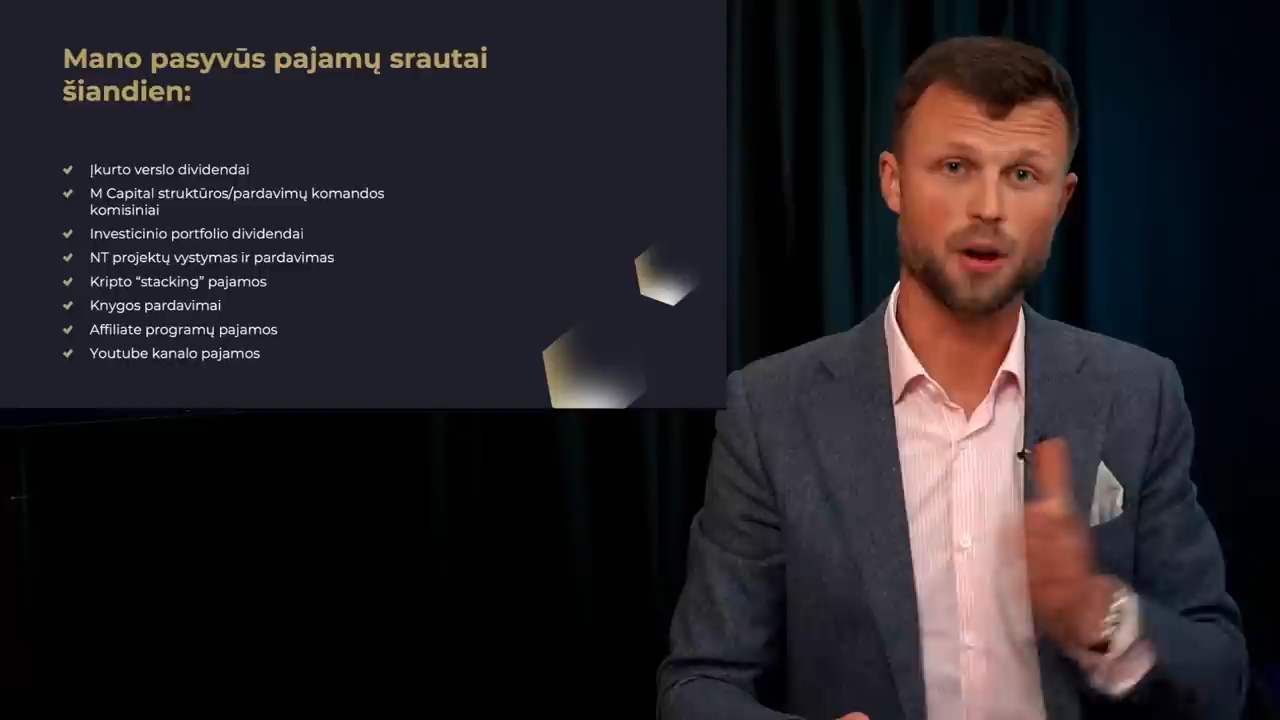 Mano pasyvūs pajamų srautai
šiandien:
Įkurto verslo dividendai
M Capital struktūros/pardavimų komandos
komisiniai
Investicinio portfolio dividendai
NT projektų vystymas ir pardavimas
Kripto “stacking” pajamos
Knygos pardavimai
Affiliate programų pajamos
Youtube kanalo pajamos